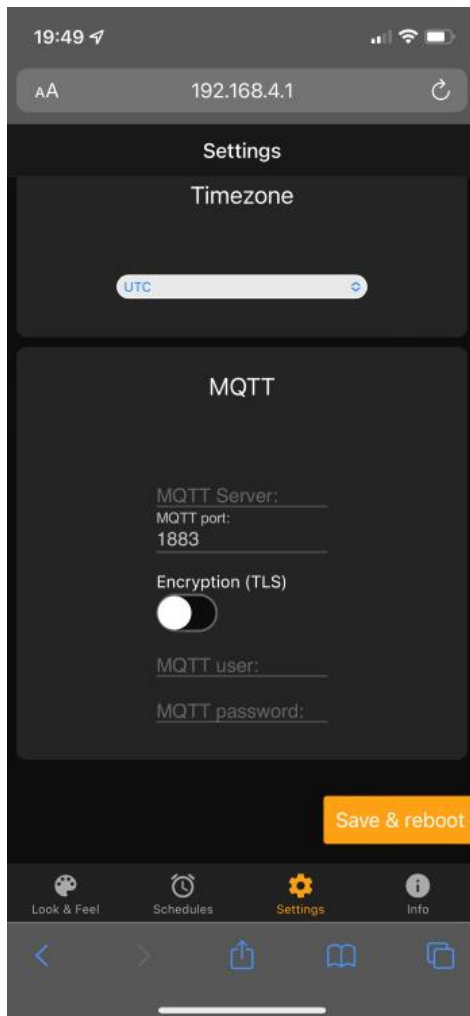 19:49
AA
192.168.4.1
Settings
Timezone
UTC
MQTT
MQTT Server:
MQTT port:
1883
Encryption (TLS)
MQTT user:
MQTT password:
Save & reboot
Look & Feel
Schedules
Settings
Info